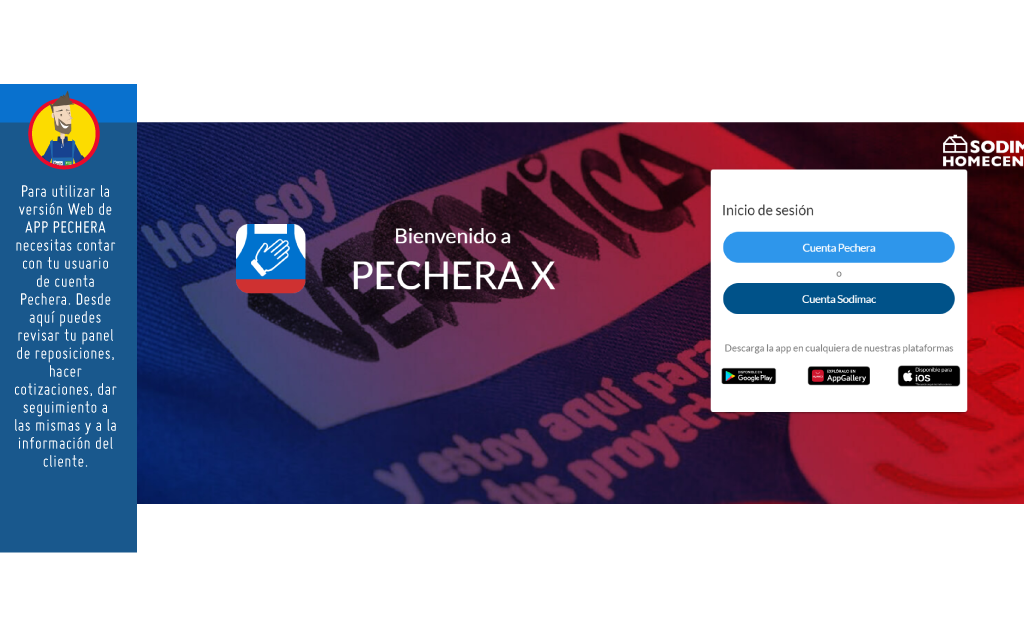 Para utilizar la
versión Web de
APP PECHERA
necesitas contar
con tu usuario
de cuenta
Pechera. Desde
aquí puedes
revisar tu panel
de reposiciones,
hacer
cotizaciones, dar
seguimiento a
las mismas y a la
información del
cliente.
Hola soy
VERONICA
y estoy aquí para
tus proyecto
Bienvenido a
PECHERA X
SODIM
HOMECEN
Inicio de sesión
Cuenta Pechera
o
Cuenta Sodimac
Descarga la app en cualquiera de nuestras plataformas
DISPONIBLE EN
Google Play
EXPLÓRALO EN
AppGallery
Disponible para
iOS